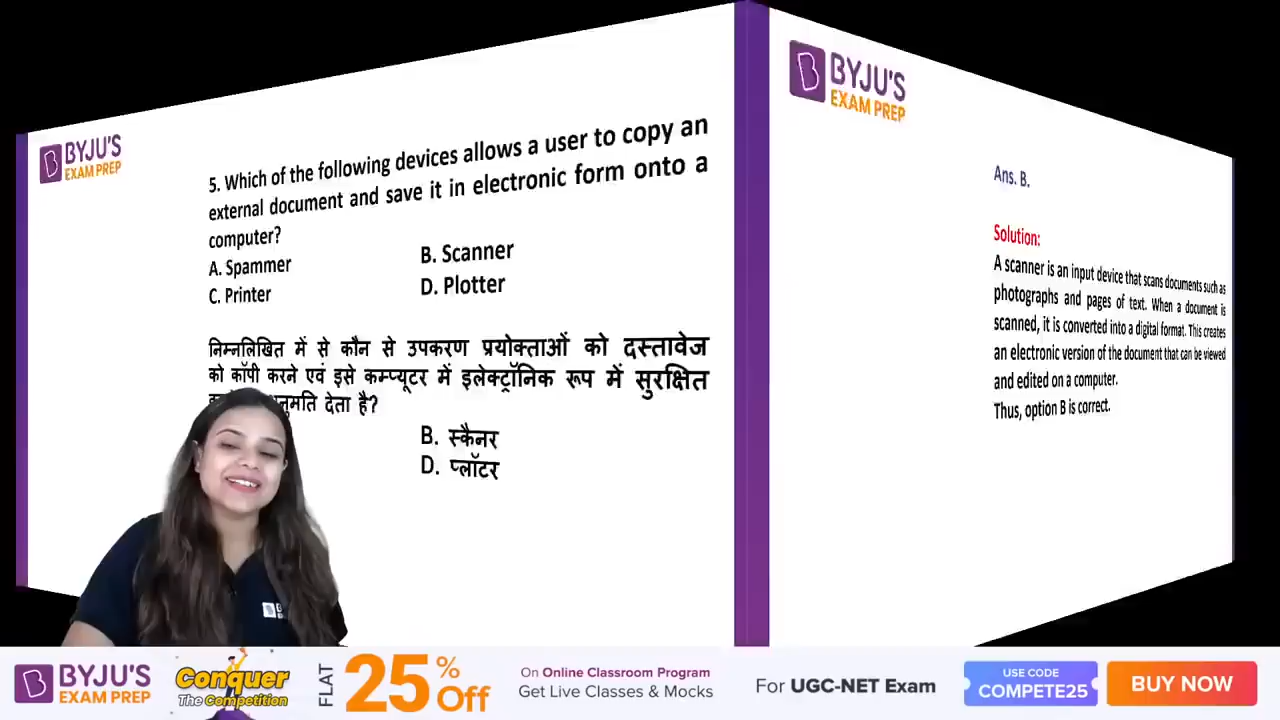 BYJU'S
EXAM PREP
5. Which of the following devices allows a user to copy an
external document and save it in electronic form onto a
computer?
A. Spammer
B. Scanner
C. Printer
D. Plotter
निम्नलिखित में से कौन से उपकरण प्रयोक्ताओं को दस्तावेज
को कॉपी करने एवं इसे कम्प्यूटर में इलेक्ट्रॉनिक रूप में सुरक्षित
देता है?
B. स्कैनर
D. प्लॉटर
BYJU'S
EXAM PREP
Ans. B.
Solution:
A scanner is an input device that scans documents such as
photographs and pages of text. When a document is
scanned, it is converted into a digital format. This creates
an electronic version of the document that can be viewed
and edited on a computer.
Thus, option B is correct.
BYJU'S
EXAM PREP
Conquer
The Competition
FLAT
25% Off
On Online Classroom Program
Get Live Classes & Mocks
For UGC-NET Exam
USE CODE
COMPETE25
BUY NOW